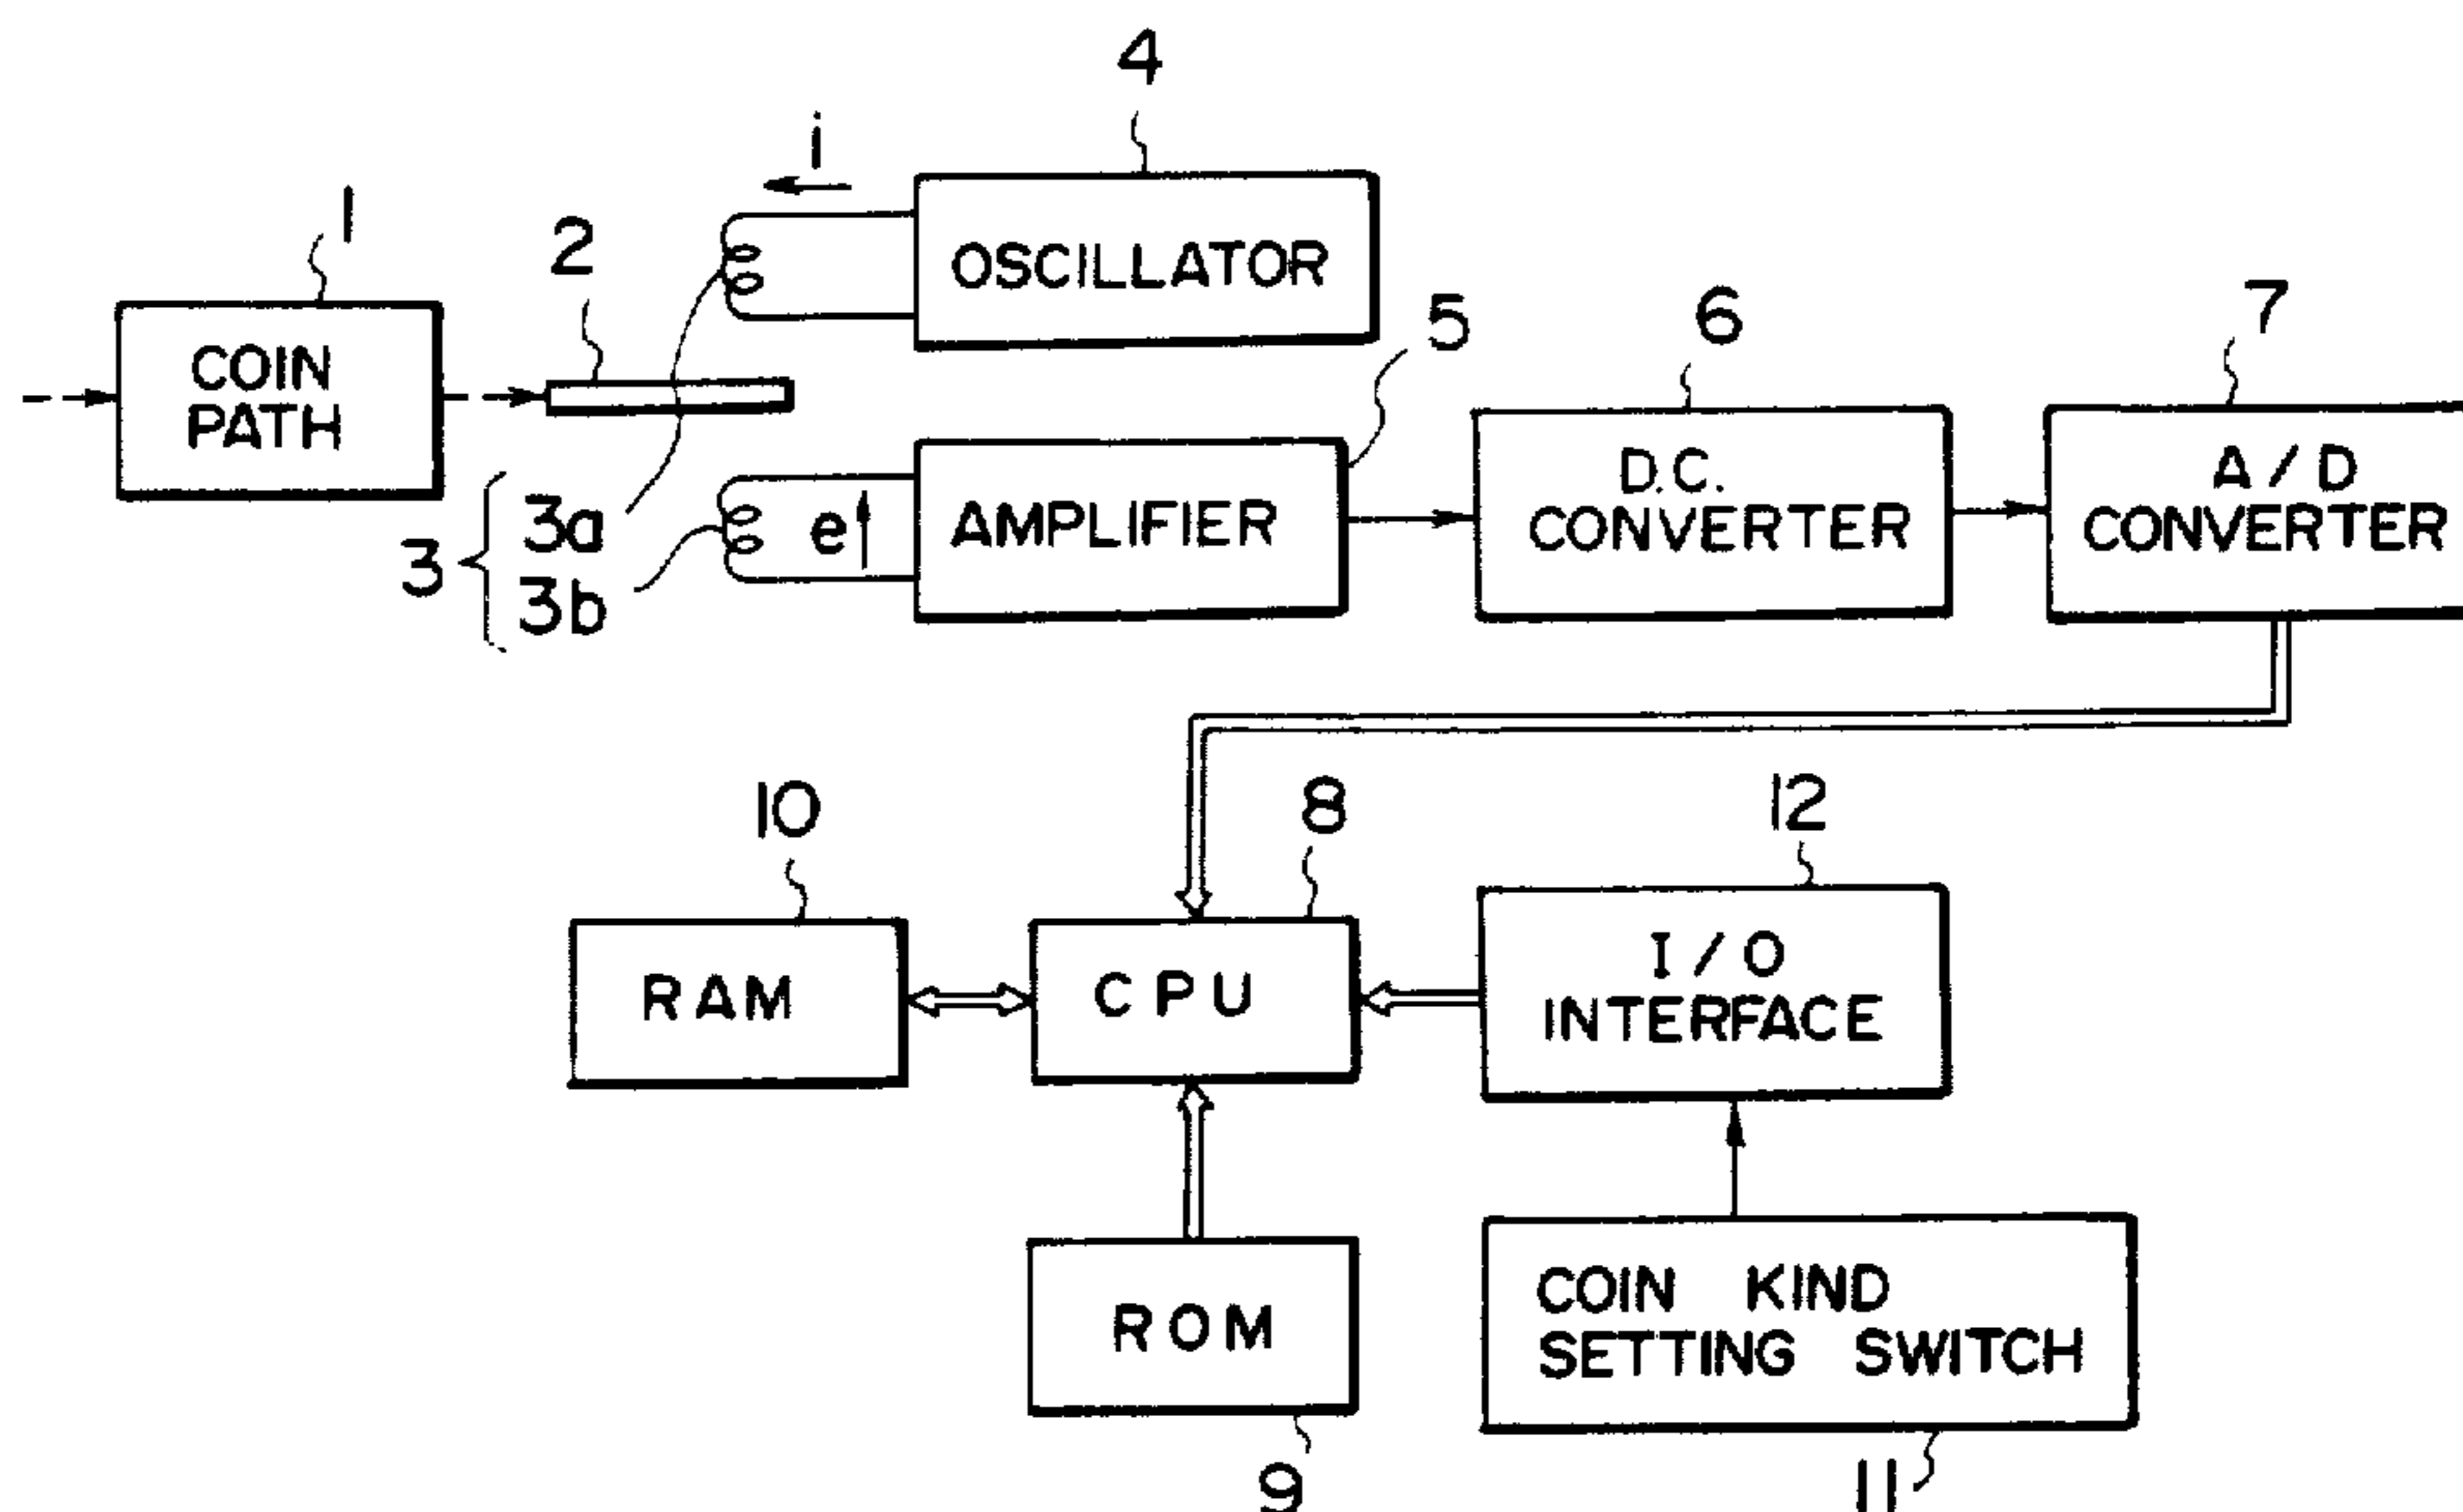 4
i
1
2
OSCILLATOR
5
6
7
COIN
PATH
3
3a
3b
e
AMPLIFIER
D.C.
CONVERTER
A/D
CONVERTER
10
8
12
RAM
CPU
I/O
INTERFACE
ROM
COIN KIND
SETTING SWITCH
9
11